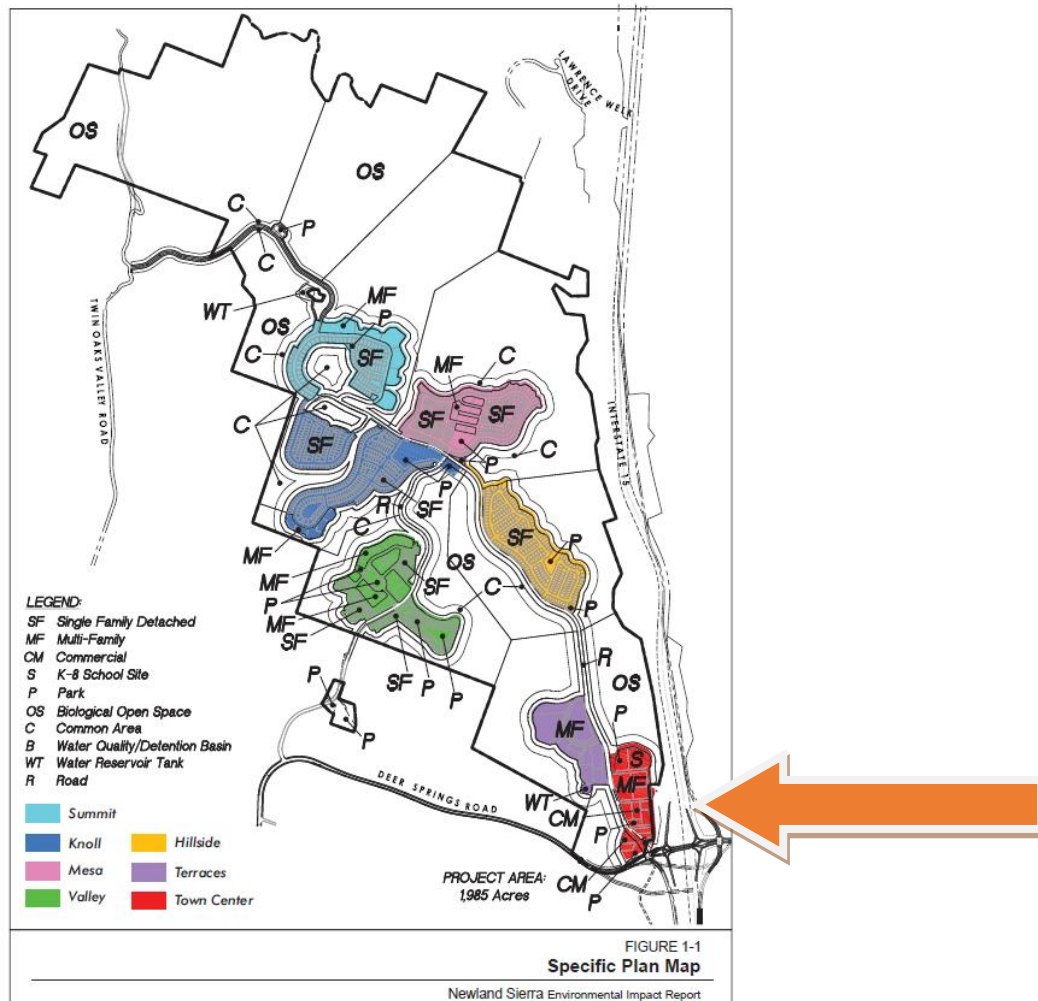 LAWRENCE WELK
DRIVE
OS
OS
C
P
C
WT
MF
P
OS
C
SF
MF
C
TWIN OAKS VALLEY ROAD
INTERSTATE 15
SF
SF
C
SF
C
P
P
R
SF
SF
P
C
MF
OS
MF
SF
C
P
MF
P
SF
R
SF
P
P
OS
P
P
P
MF
S
MF
WT
CM
P
DEER SPRINGS ROAD
CM
P
LEGEND:
SF Single Family Detached
MF Multi-Family
CM Commercial
S K-8 School Site
P Park
OS Biological Open Space
C Common Area
B Water Quality/Detention Basin
WT Water Reservoir Tank
R Road
Summit
Knoll
Hillside
Mesa
Terraces
Valley
Town Center
PROJECT AREA:
1,985 Acres
FIGURE 1-1
Specific Plan Map
Newland Sierra Environmental Impact Report